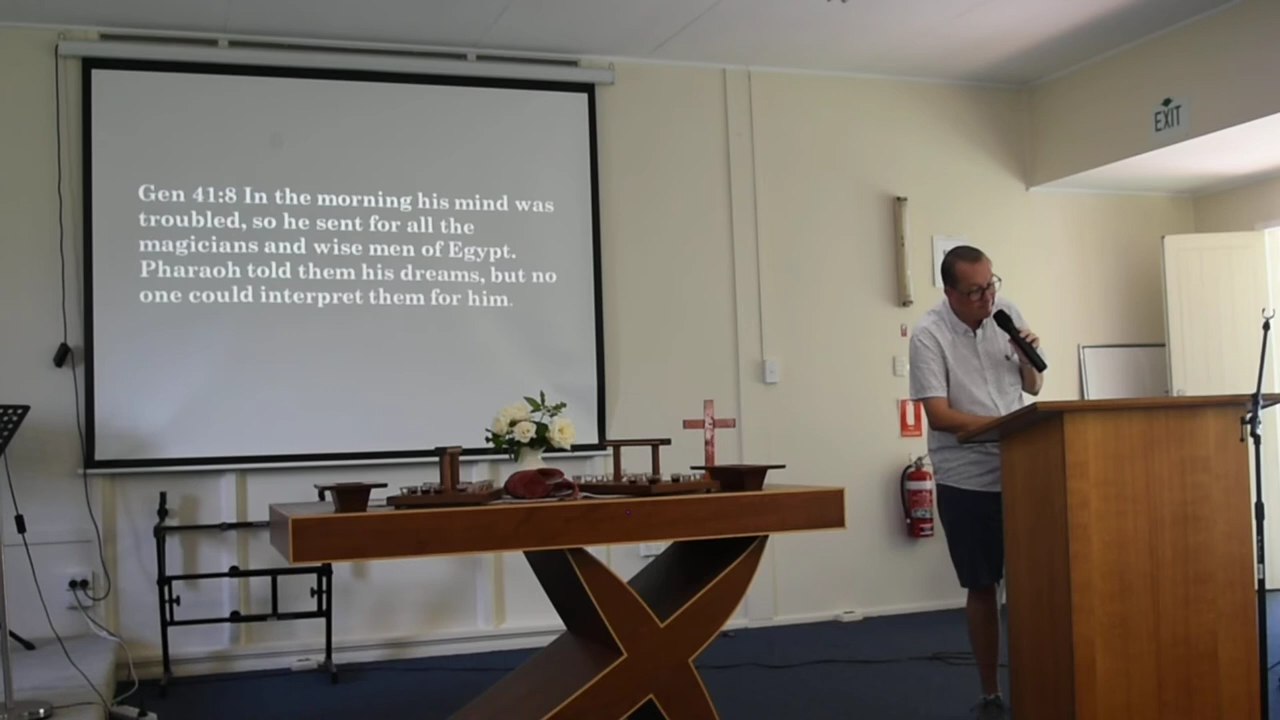 Gen 41:8 In the morning his mind was
troubled, so he sent for all the
magicians and wise men of Egypt.
Pharaoh told them his dreams, but no
one could interpret them for him.
EXIT